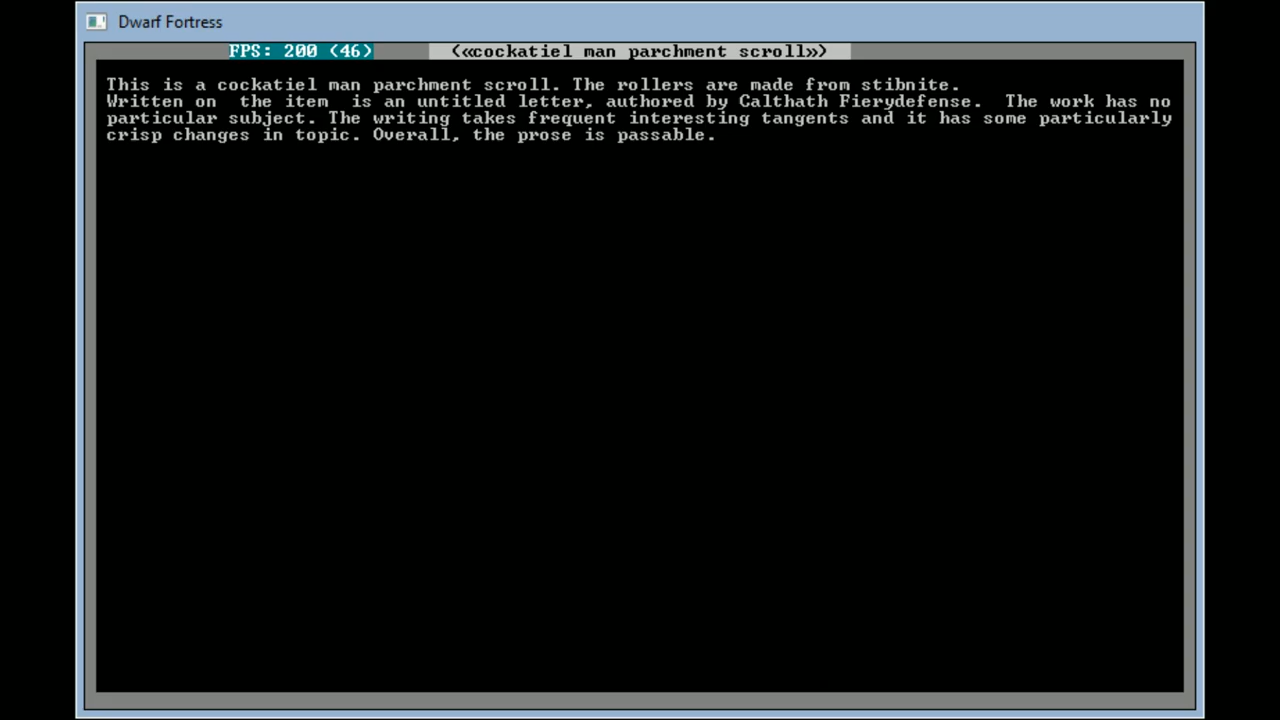 Dwarf Fortress
FPS: 200 (46) («cockatiel man parchment scroll»)
This is a cockatiel man parchment scroll. The rollers are made from stibnite.
Written on  the item  is an untitled letter, authored by Calthath Fierydefense.  The work has no
particular subject. The writing takes frequent interesting tangents and it has some particularly
crisp changes in topic. Overall, the prose is passable.